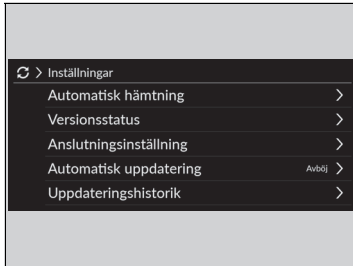 Inställningar
Automatisk hämtning
Versionsstatus
Anslutningsinställning
Automatisk uppdatering Avböj
Uppdateringshistorik